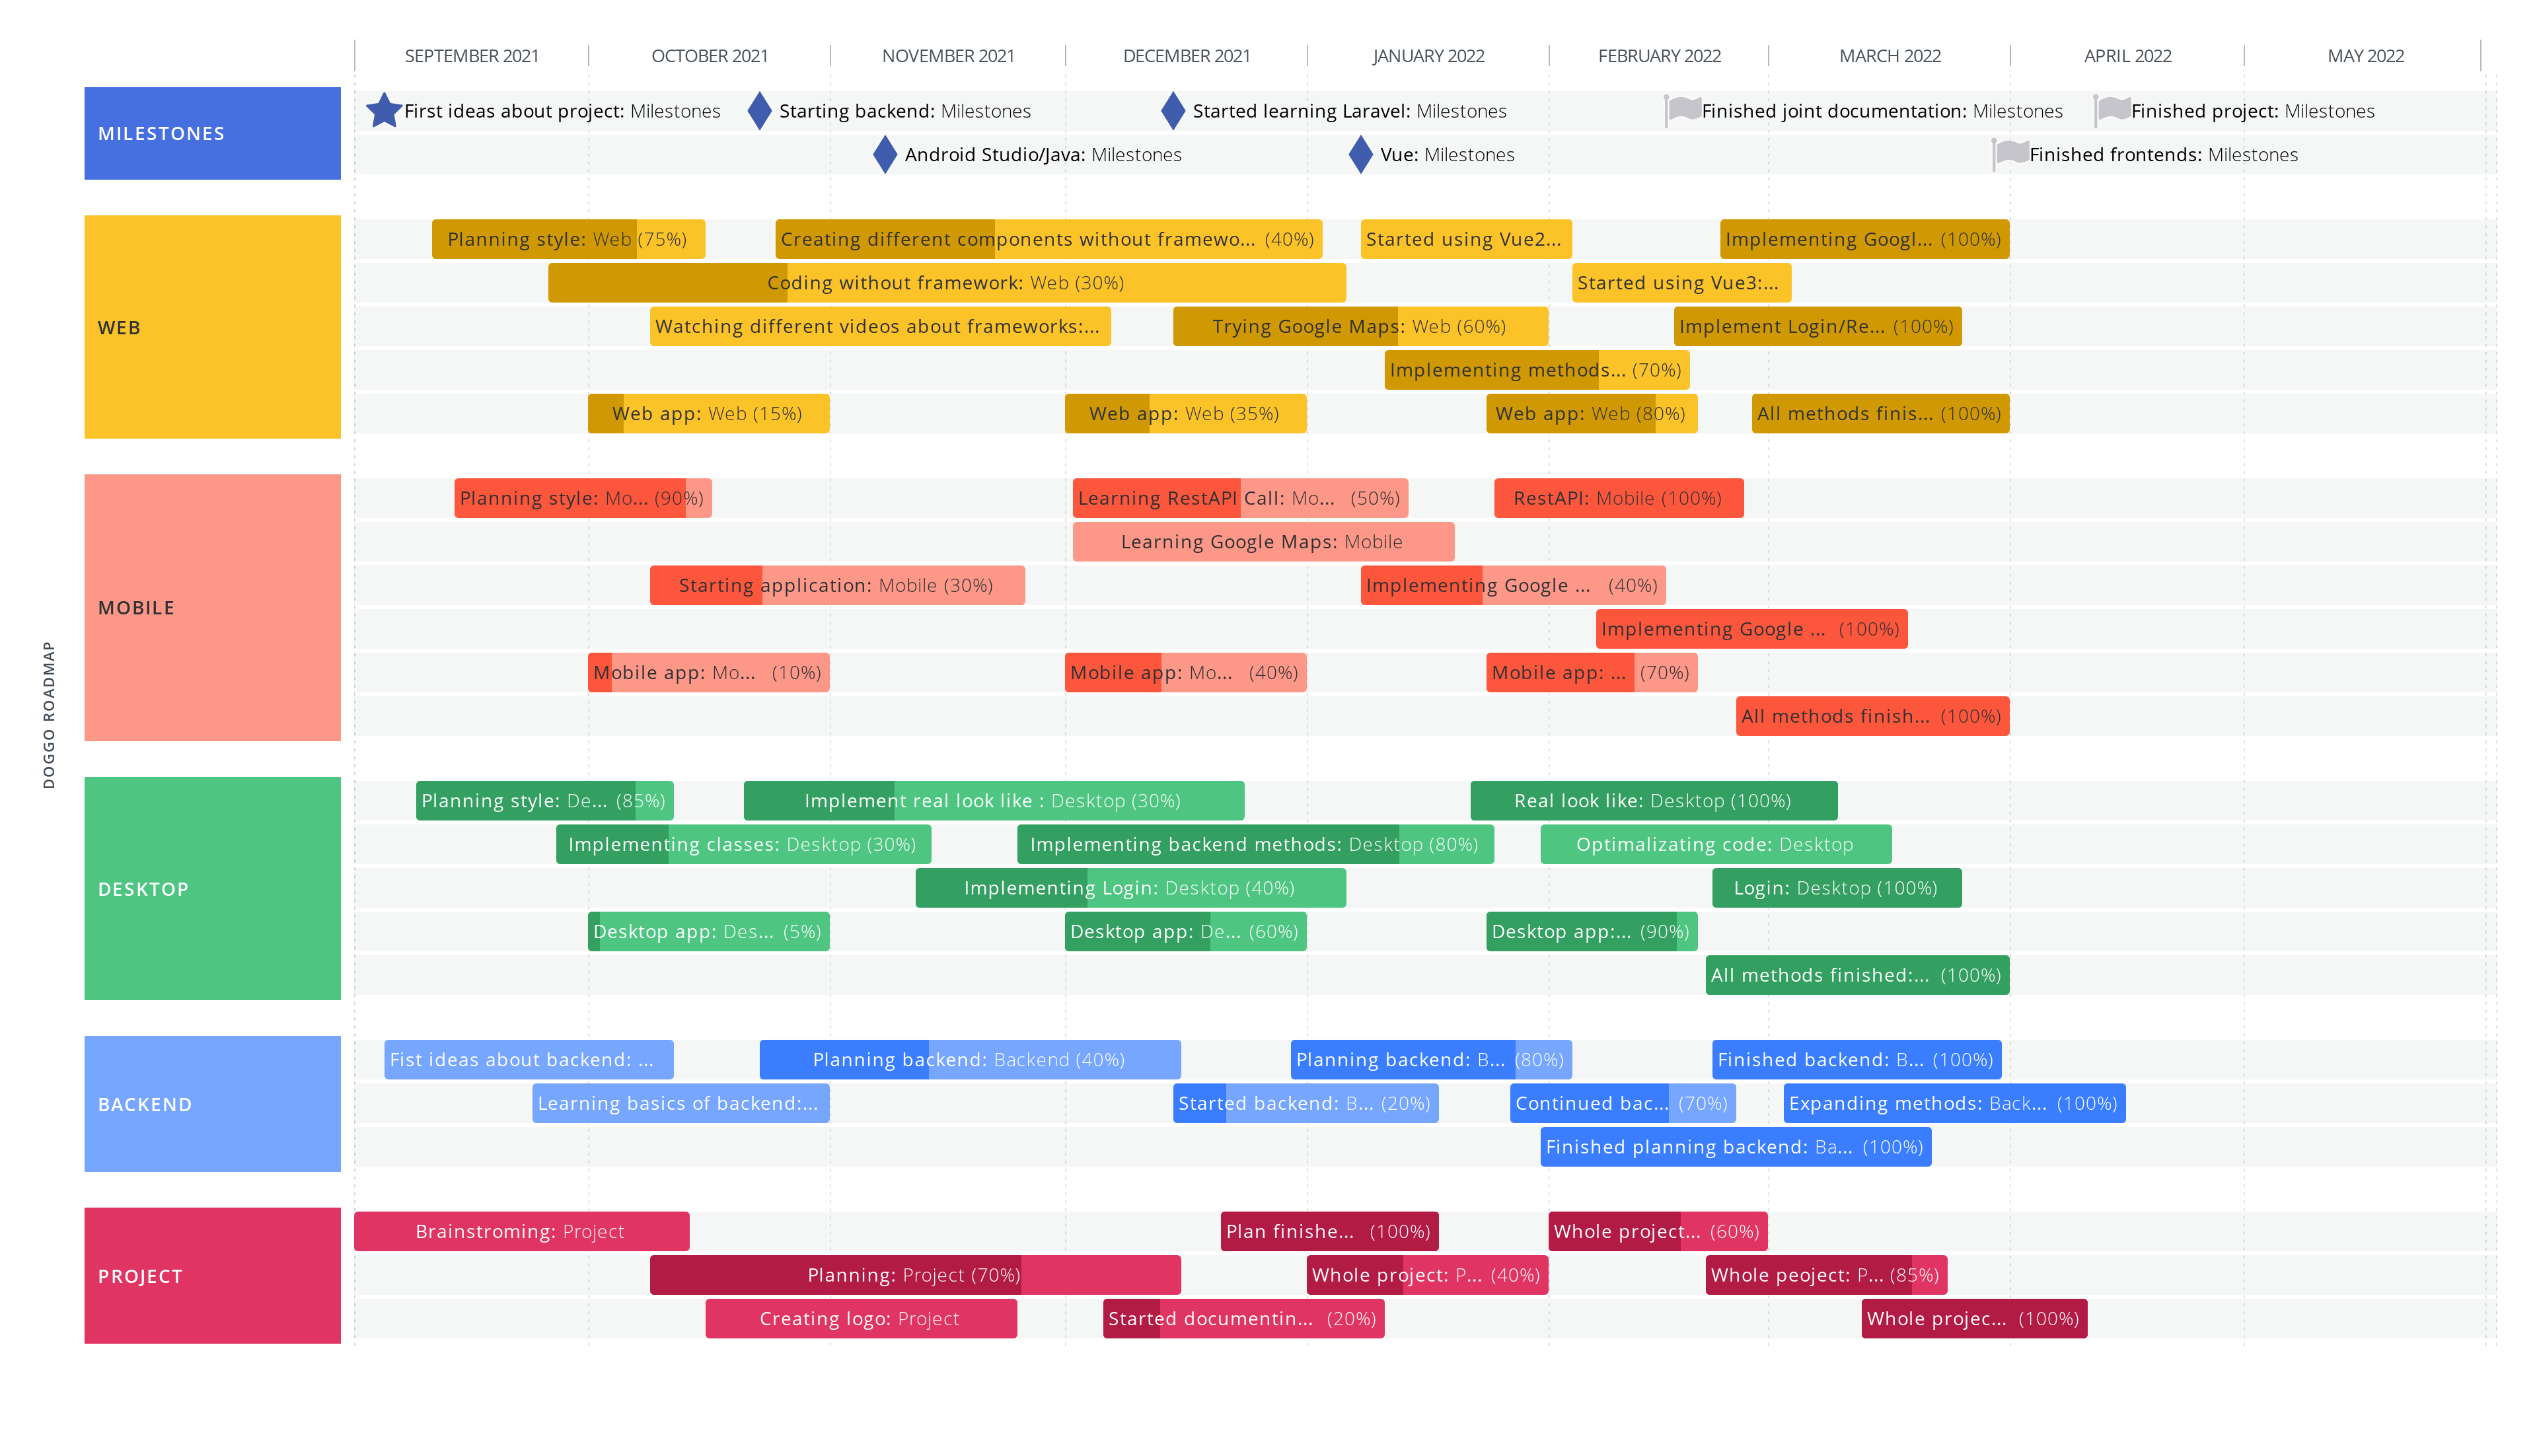 SEPTEMBER 2021 OCTOBER 2021 NOVEMBER 2021 DECEMBER 2021 JANUARY 2022 FEBRUARY 2022 MARCH 2022 APRIL 2022 MAY 2022
DOGGO ROADMAP
MILESTONES
First ideas about project: Milestones Starting backend: Milestones Started learning Laravel: Milestones Finished joint documentation: Milestones Finished project: Milestones
Android Studio/Java: Milestones Vue: Milestones Finished frontends: Milestones
WEB
Planning style: Web (75%) Creating different components without framewo... (40%) Started using Vue2... Implementing Googl... (100%)
Coding without framework: Web (30%) Started using Vue3:...
Watching different videos about frameworks:... Trying Google Maps: Web (60%) Implement Login/Re... (100%)
Implementing methods... (70%)
Web app: Web (15%) Web app: Web (35%) Web app: Web (80%) All methods finis... (100%)
MOBILE
Planning style: Mo... (90%) Learning RestAPI Call: Mo... (50%) RestAPI: Mobile (100%)
Learning Google Maps: Mobile
Starting application: Mobile (30%) Implementing Google ... (40%)
Implementing Google ... (100%)
Mobile app: Mo... (10%) Mobile app: Mo... (40%) Mobile app: ... (70%)
All methods finish... (100%)
DESKTOP
Planning style: De... (85%) Implement real look like : Desktop (30%) Real look like: Desktop (100%)
Implementing classes: Desktop (30%) Implementing backend methods: Desktop (80%) Optimalizating code: Desktop
Implementing Login: Desktop (40%) Login: Desktop (100%)
Desktop app: Des... (5%) Desktop app: De... (60%) Desktop app:... (90%)
All methods finished:... (100%)
BACKEND
Fist ideas about backend: ... Planning backend: Backend (40%) Planning backend: B... (80%) Finished backend: B... (100%)
Learning basics of backend:... Started backend: B... (20%) Continued bac... (70%) Expanding methods: Back... (100%)
Finished planning backend: Ba... (100%)
PROJECT
Brainstroming: Project Plan finishe... (100%) Whole project... (60%)
Planning: Project (70%) Whole project: P... (40%) Whole peoject: P... (85%)
Creating logo: Project Started documentin... (20%) Whole projec... (100%)